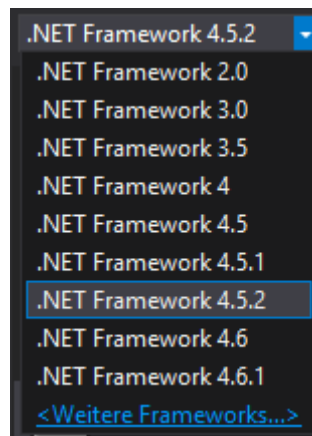 .NET Framework 4.5.2
.NET Framework 2.0
.NET Framework 3.0
.NET Framework 3.5
.NET Framework 4
.NET Framework 4.5
.NET Framework 4.5.1
.NET Framework 4.5.2
.NET Framework 4.6
.NET Framework 4.6.1
<Weitere Frameworks...>